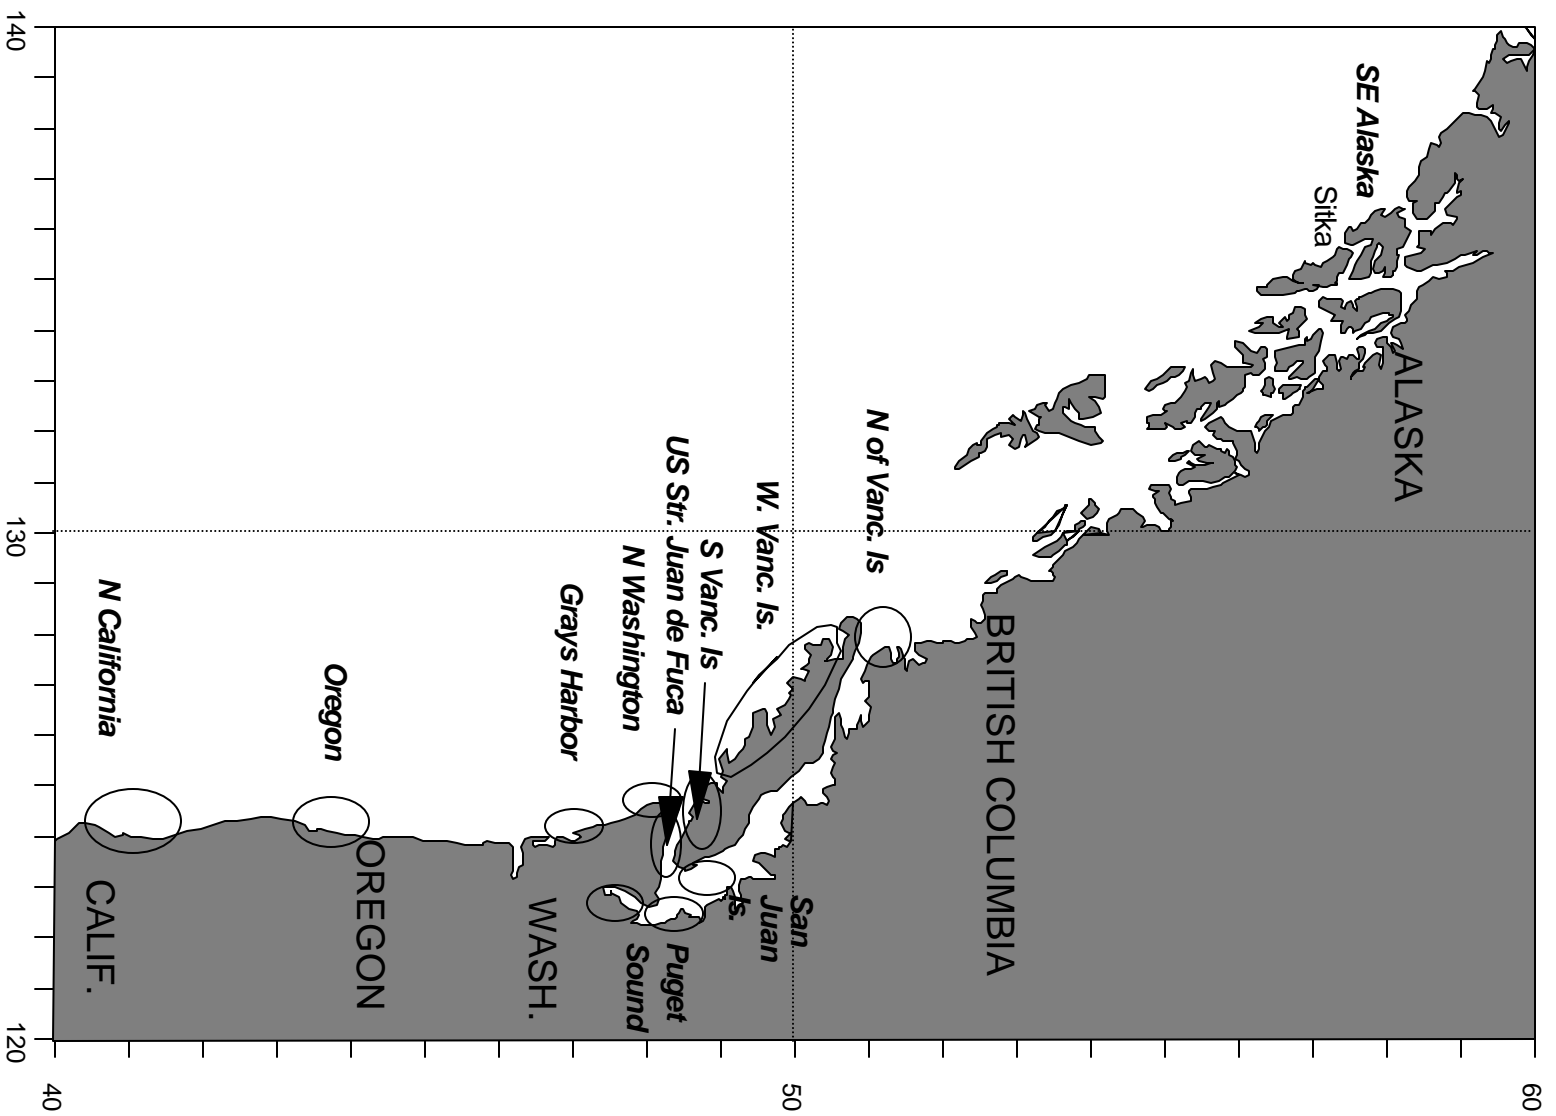 60
ALASKA
SE Alaska
Sitka
BRITISH COLUMBIA
N of Vanc. Is
50
W. Vanc. Is.
San
Juan
Is.
S Vanc. Is
US Str. Juan de Fuca
Puget
Sound
N Washington
Grays Harbor
WASH.
OREGON
Oregon
N California
CALIF.
40
140
130
120